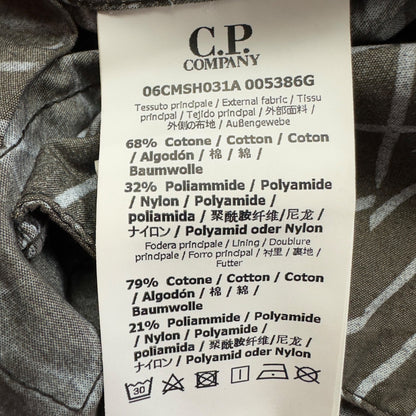 C.P.
COMPANY
06CMSH031A 005386G
Tessuto principale / External fabric / Tissu
principal / Tejido principal / 外部面料 /
外側の布地 / Außengewebe
68% Cotone / Cotton / Coton
/ Algodón / 棉 / 綿 /
Baumwolle
32% Poliammide / Polyamide
/ Nylon / Polyamide /
poliamida / 聚酰胺纤维/尼龙 /
ナイロン / Polyamid oder Nylon
Fodera principale / Lining / Doublure
principale / Forro principal / 衬里 / 裏地 /
Futter
79% Cotone / Cotton / Coton
/ Algodón / 棉 / 綿 /
Baumwolle
21% Poliammide / Polyamide
/ Nylon / Polyamide /
poliamida / 聚酰胺纤维/尼龙 /
ナイロン / Polyamid oder Nylon
30